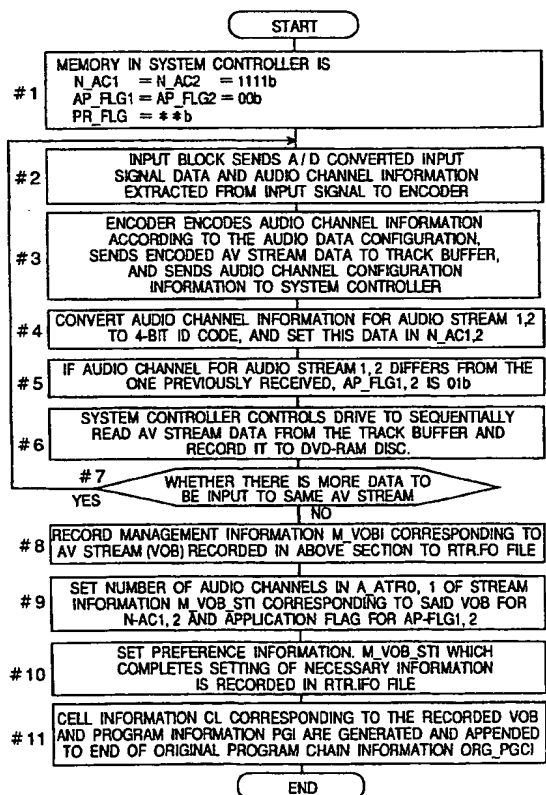 START
MEMORY IN SYSTEM CONTROLLER IS
N_AC1 = N_AC2 = 1111b
#1
AP_FLG1 = AP_FLG2 = 00b
PR_FLG = **b
INPUT BLOCK SENDS A/D CONVERTED INPUT
#2
SIGNAL DATA AND AUDIO CHANNEL INFORMATION
EXTRACTED FROM INPUT SIGNAL TO ENCODER
ENCODER ENCODES AUDIO CHANNEL INFORMATION
ACCORDING TO THE AUDIO DATA CONFIGURATION,
#3
SENDS ENCODED AV STREAM DATA TO TRACK BUFFER,
AND SENDS AUDIO CHANNEL CONFIGURATION
INFORMATION TO SYSTEM CONTROLLER
#4
CONVERT AUDIO CHANNEL INFORMATION FOR AUDIO STREAM 1,2
TO 4-BIT ID CODE, AND SET THIS DATA IN N_AC1,2
#5
IF AUDIO CHANNEL FOR AUDIO STREAM 1, 2 DIFFERS FROM THE
ONE PREVIOUSLY RECEIVED, AP_FLG1, 2 IS 01b
SYSTEM CONTROLLER CONTROLS DRIVE TO SEQUENTIALLY
#6
READ AV STREAM DATA FROM THE TRACK BUFFER AND
RECORD IT TO DVD-RAM DISC.
#7
WHETHER THERE IS MORE DATA TO
YES
BE INPUT TO SAME AV STREAM
NO
#8
RECORD MANAGEMENT INFORMATION M_VOBI CORRESPONDING TO
AV STREAM (VOB) RECORDED IN ABOVE SECTION TO RTR.FO FILE
SET NUMBER OF AUDIO CHANNELS IN A_ATR0, 1 OF STREAM
#9
INFORMATION M_VOB_STI CORRESPONDING TO SAID VOB FOR
N-AC1, 2 AND APPLICATION FLAG FOR AP-FLG1, 2
SET PREFERENCE INFORMATION. M_VOB_STI WHICH
#10
COMPLETES SETTING OF NECESSARY INFORMATION
IS RECORDED IN RTR.IFO FILE
CELL INFORMATION CL CORRESPONDING TO THE RECORDED VOB
#11
AND PROGRAM INFORMATION PGI ARE GENERATED AND APPENDED
TO END OF ORIGINAL PROGRAM CHAIN INFORMATION ORG_PGCI
END